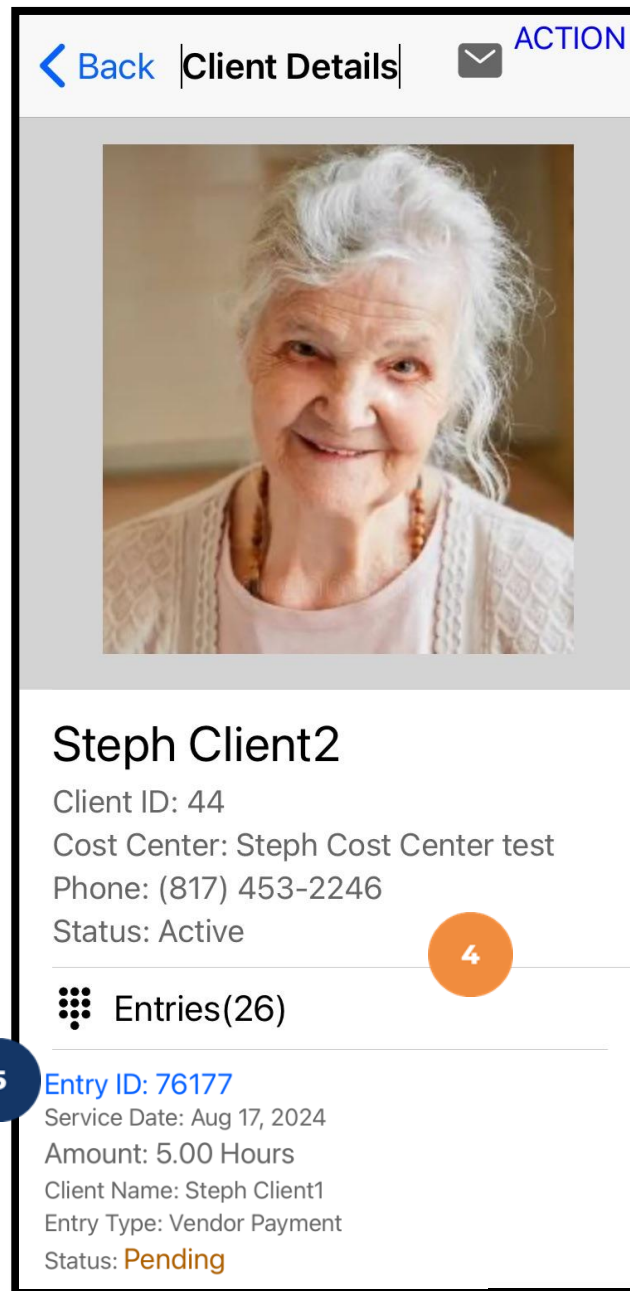 Back Client Details ACTION
Steph Client2
Client ID: 44
Cost Center: Steph Cost Center test
Phone: (817) 453-2246
Status: Active
4
Entries(26)
5
Entry ID: 76177
Service Date: Aug 17, 2024
Amount: 5.00 Hours
Client Name: Steph Client1
Entry Type: Vendor Payment
Status: Pending